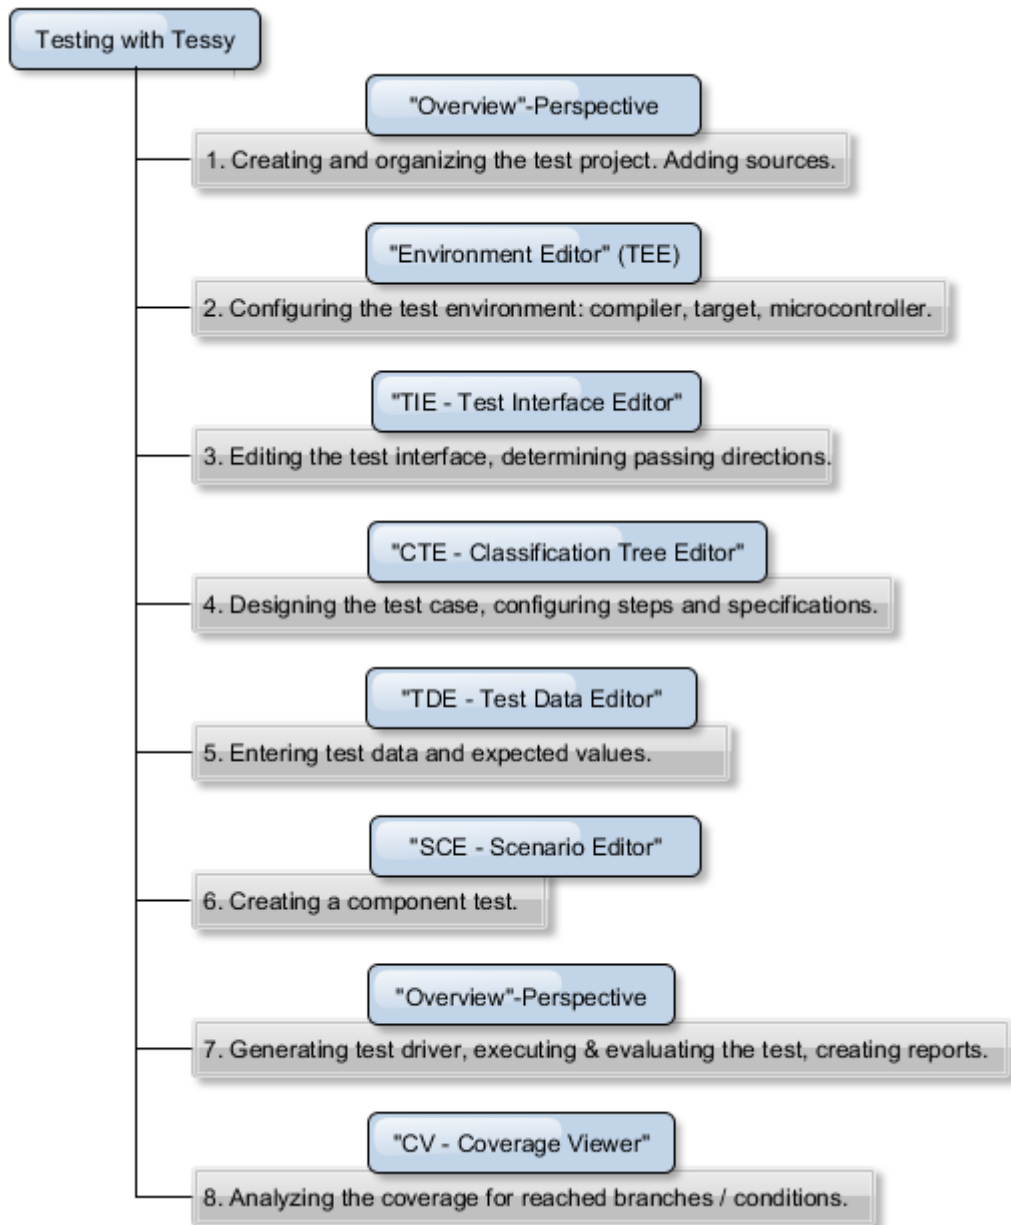 Testing with Tessy
"Overview"-Perspective
1. Creating and organizing the test project. Adding sources.
"Environment Editor" (TEE)
2. Configuring the test environment: compiler, target, microcontroller.
"TIE - Test Interface Editor"
3. Editing the test interface, determining passing directions.
"CTE - Classification Tree Editor"
4. Designing the test case, configuring steps and specifications.
"TDE - Test Data Editor"
5. Entering test data and expected values.
"SCE - Scenario Editor"
6. Creating a component test.
"Overview"-Perspective
7. Generating test driver, executing & evaluating the test, creating reports.
"CV - Coverage Viewer"
8. Analyzing the coverage for reached branches / conditions.